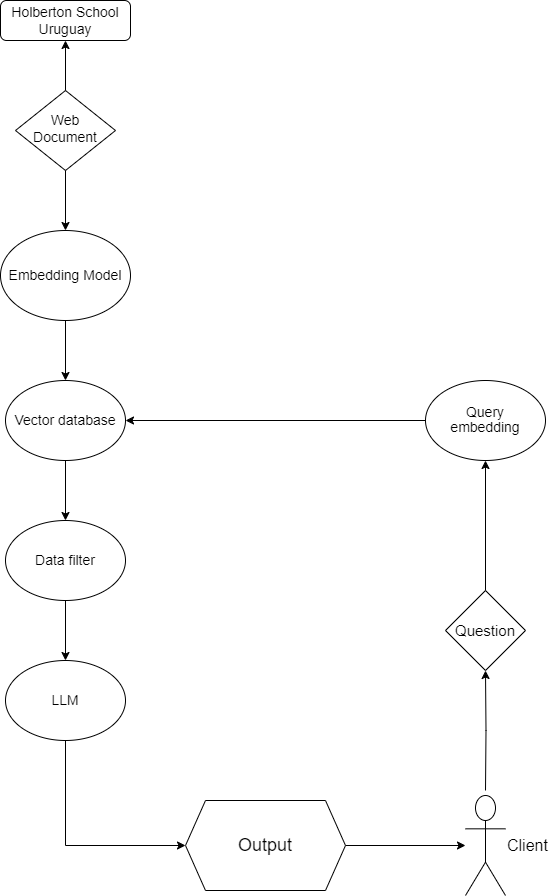 Holberton School
Uruguay
Web
Document
Embedding Model
Vector database
Query
embedding
Data filter
Question
LLM
Output
Client